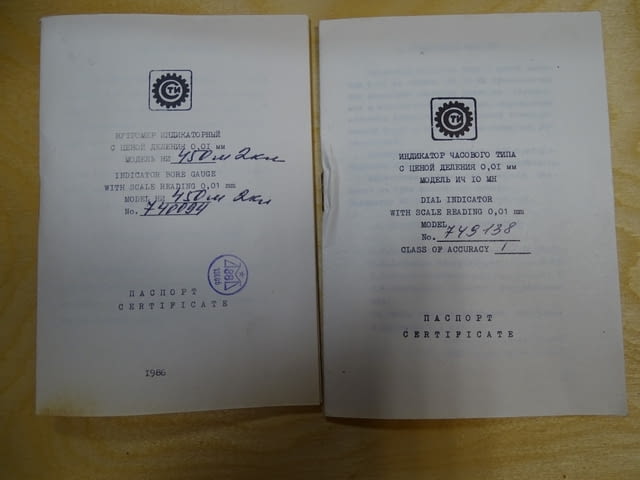 СТИ
НУТРОМЕР ИНДИКАТОРНЫЙ
С ЦЕНОЙ ДЕЛЕНИЯ 0,01 мм
МОДЕЛЬ НИ 450м 2кл
INDICATOR BORE GAUGE
WITH SCALE READING 0,01 mm
MODEL НИ 450м 2кл
No. 740094
ПАСПОРТ
CERTIFICATE
1986
СТИ
ИНДИКАТОР ЧАСОВОГО ТИПА
С ЦЕНОЙ ДЕЛЕНИЯ 0,01 мм
МОДЕЛЬ ИЧ 10 МН
DIAL INDICATOR
WITH SCALE READING 0,01 mm
MODEL
No. 749138
CLASS OF ACCURACY 1
ПАСПОРТ
CERTIFICATE